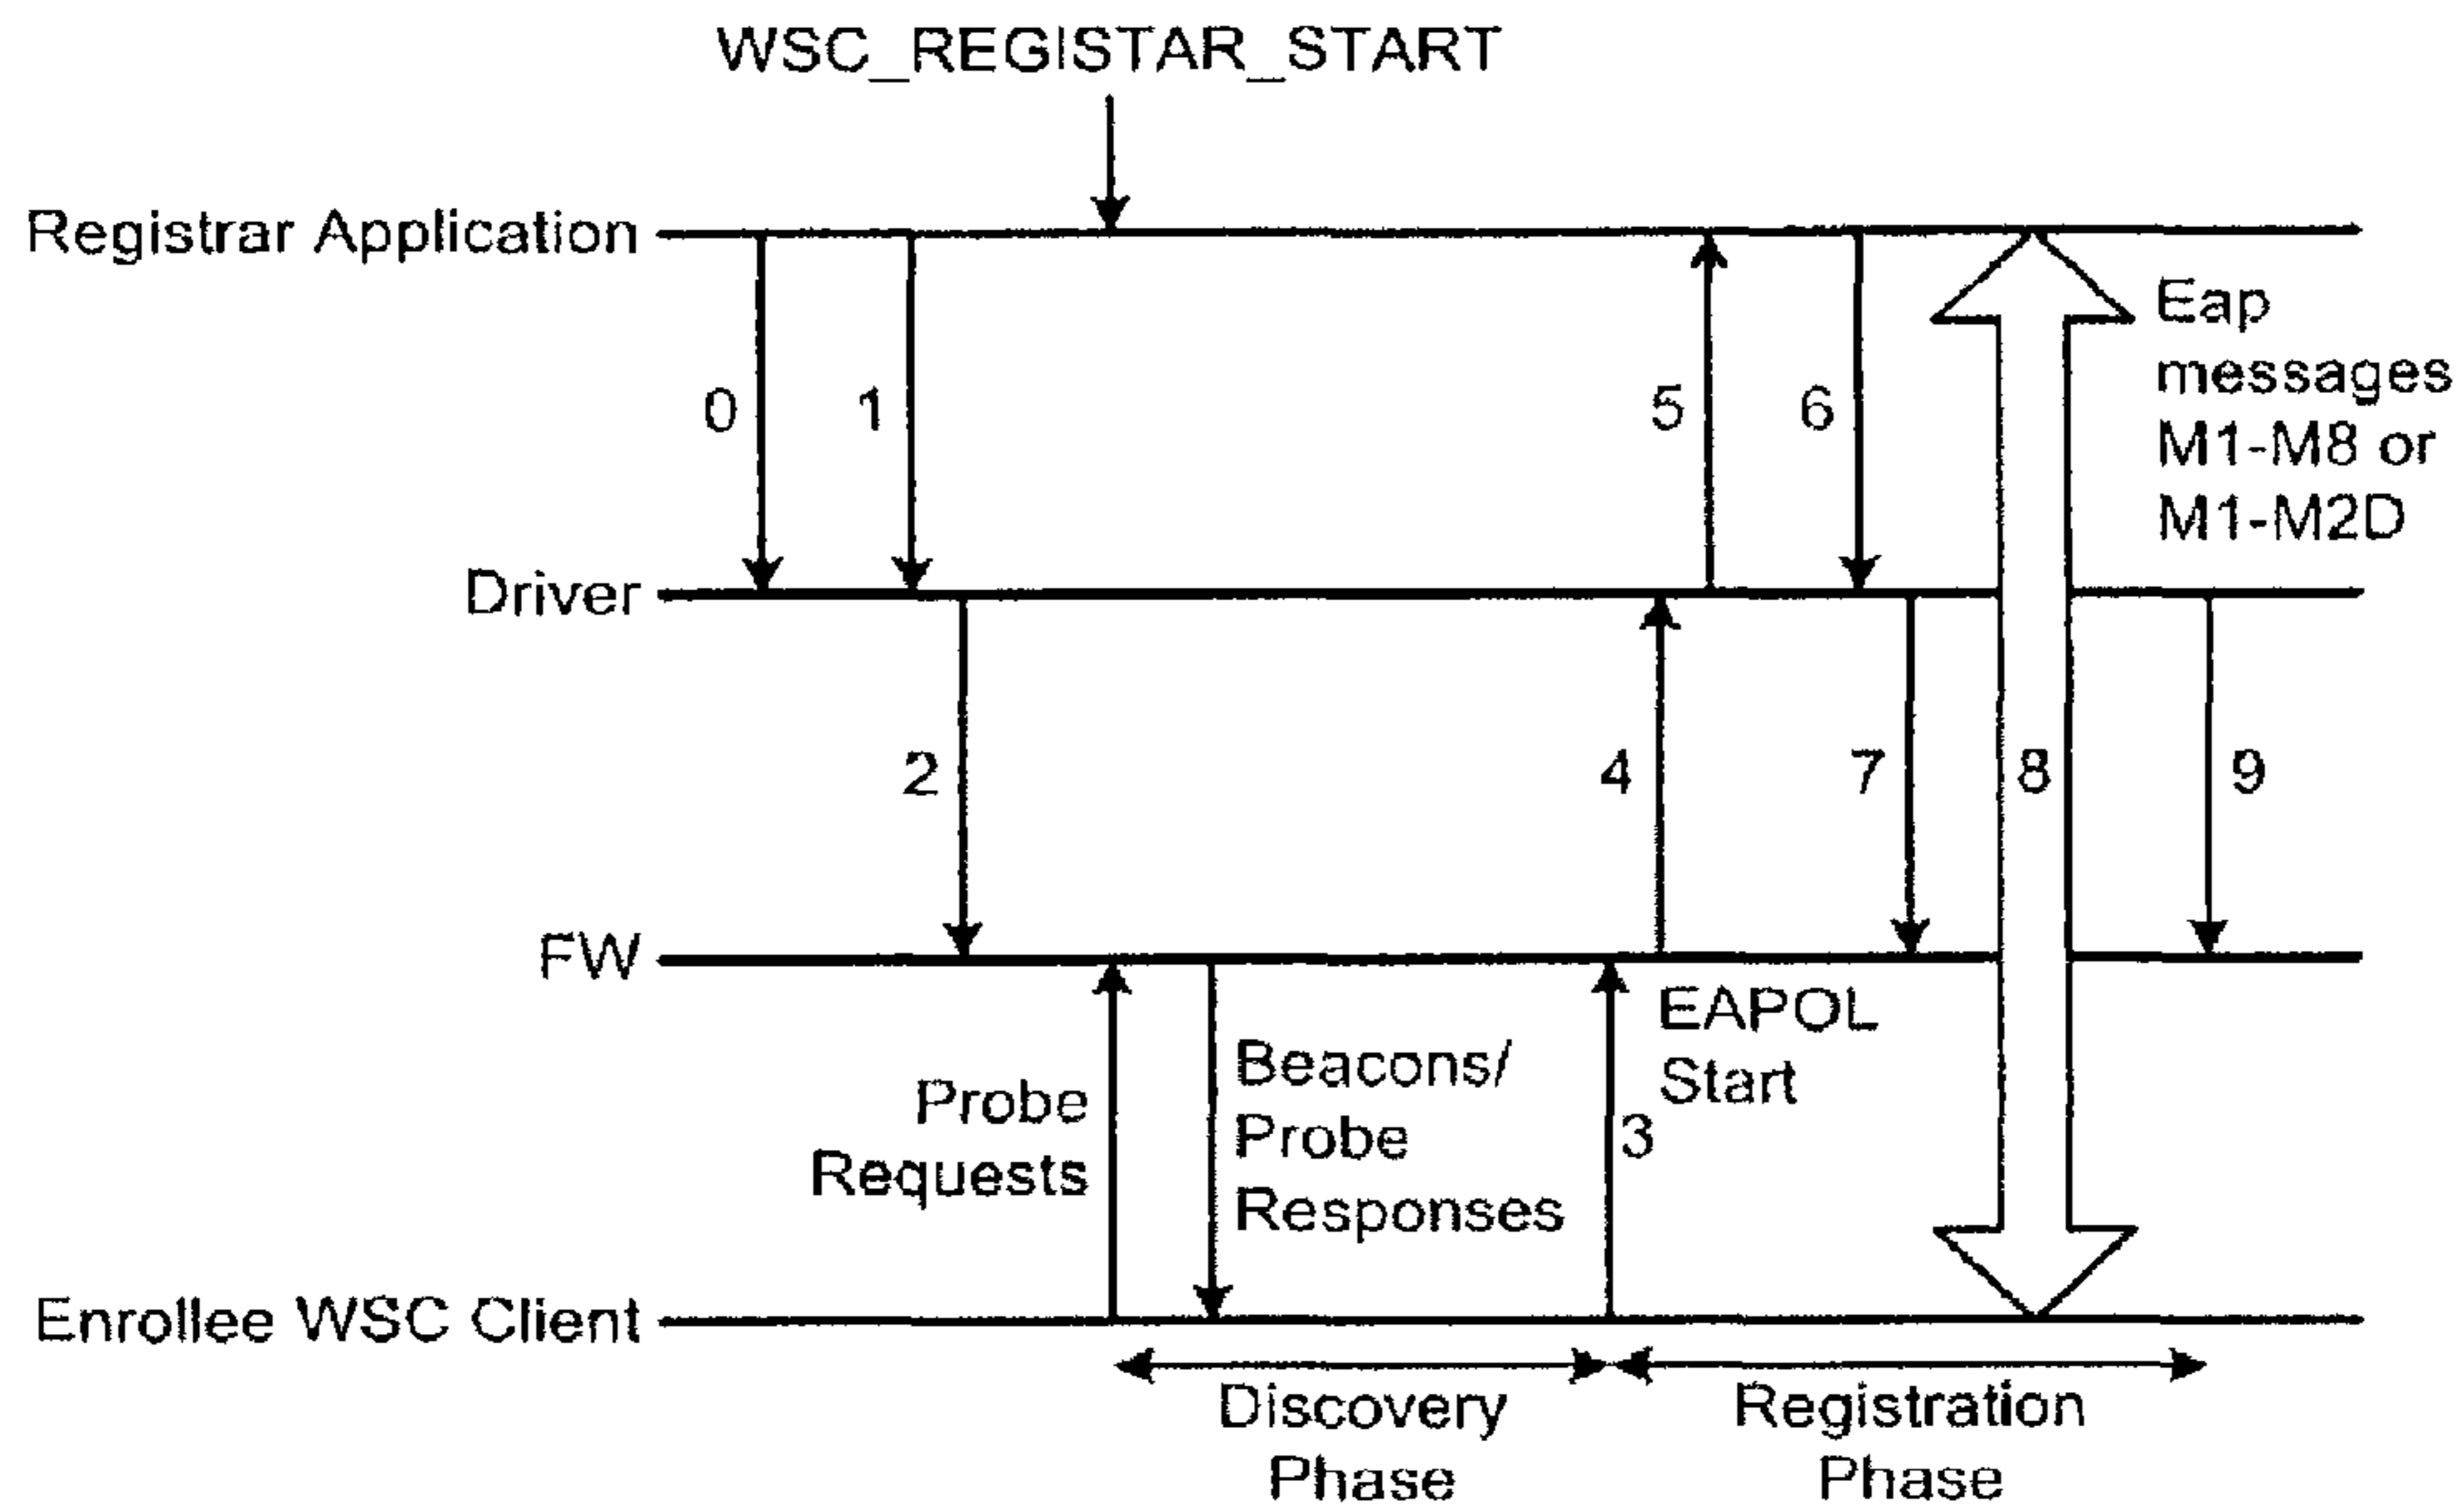 WSC_REGISTAR_START
Registrar Application
Eap
messages
M1-M8 or
M1-M2D
0
1
5
6
Driver
2
4
7
8
9
FW
EAPOL
Start
Beacons/
Probe
Responses
Probe
Requests
3
Enrollee WSC Client
Discovery
Phase
Registration
Phase